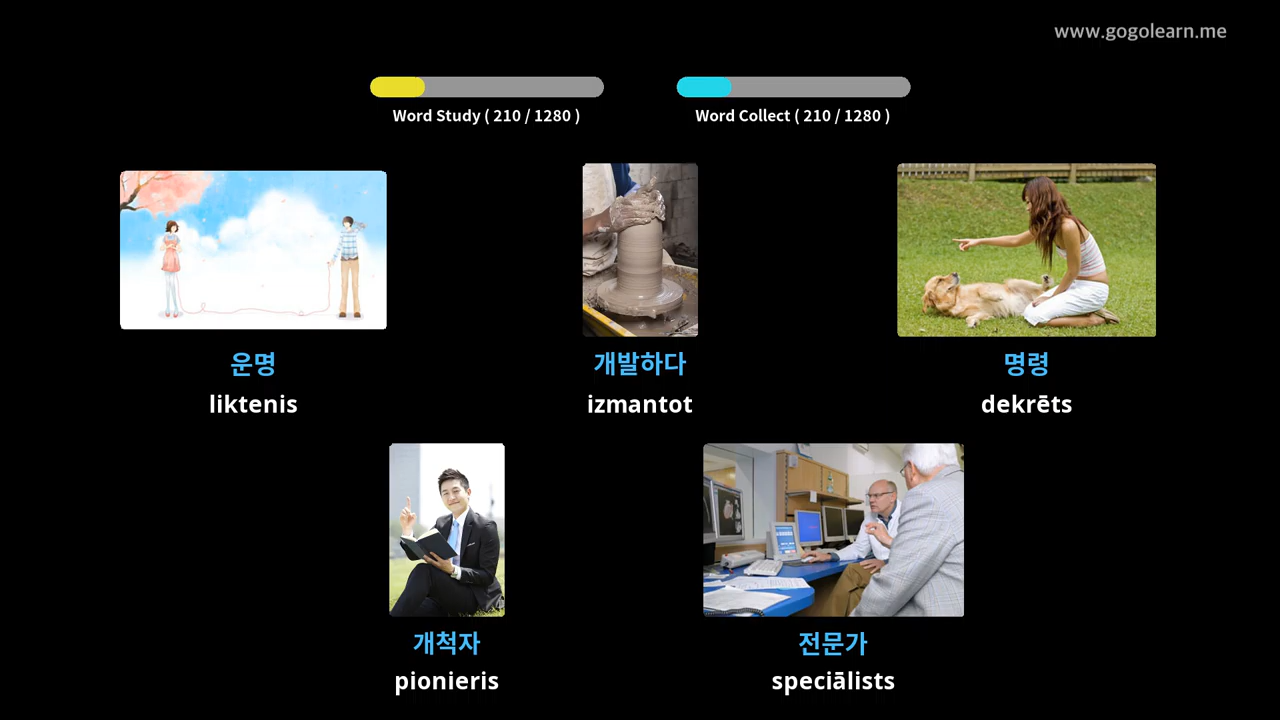 www.gogolearn.me
Word Study ( 210 / 1280 )
Word Collect ( 210 / 1280 )
운명
liktenis
개발하다
izmantot
명령
dekrēts
개척자
pionieris
전문가
speciālists